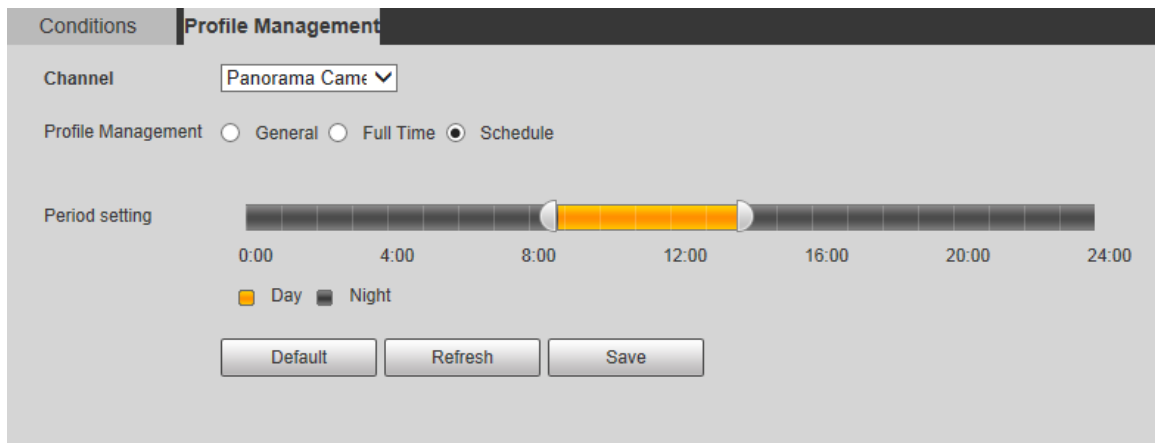 Conditions Profile Management
Channel Panorama Came
Profile Management General Full Time Schedule
Period setting
0:00 4:00 8:00 12:00 16:00 20:00 24:00
Day Night
Default Refresh Save